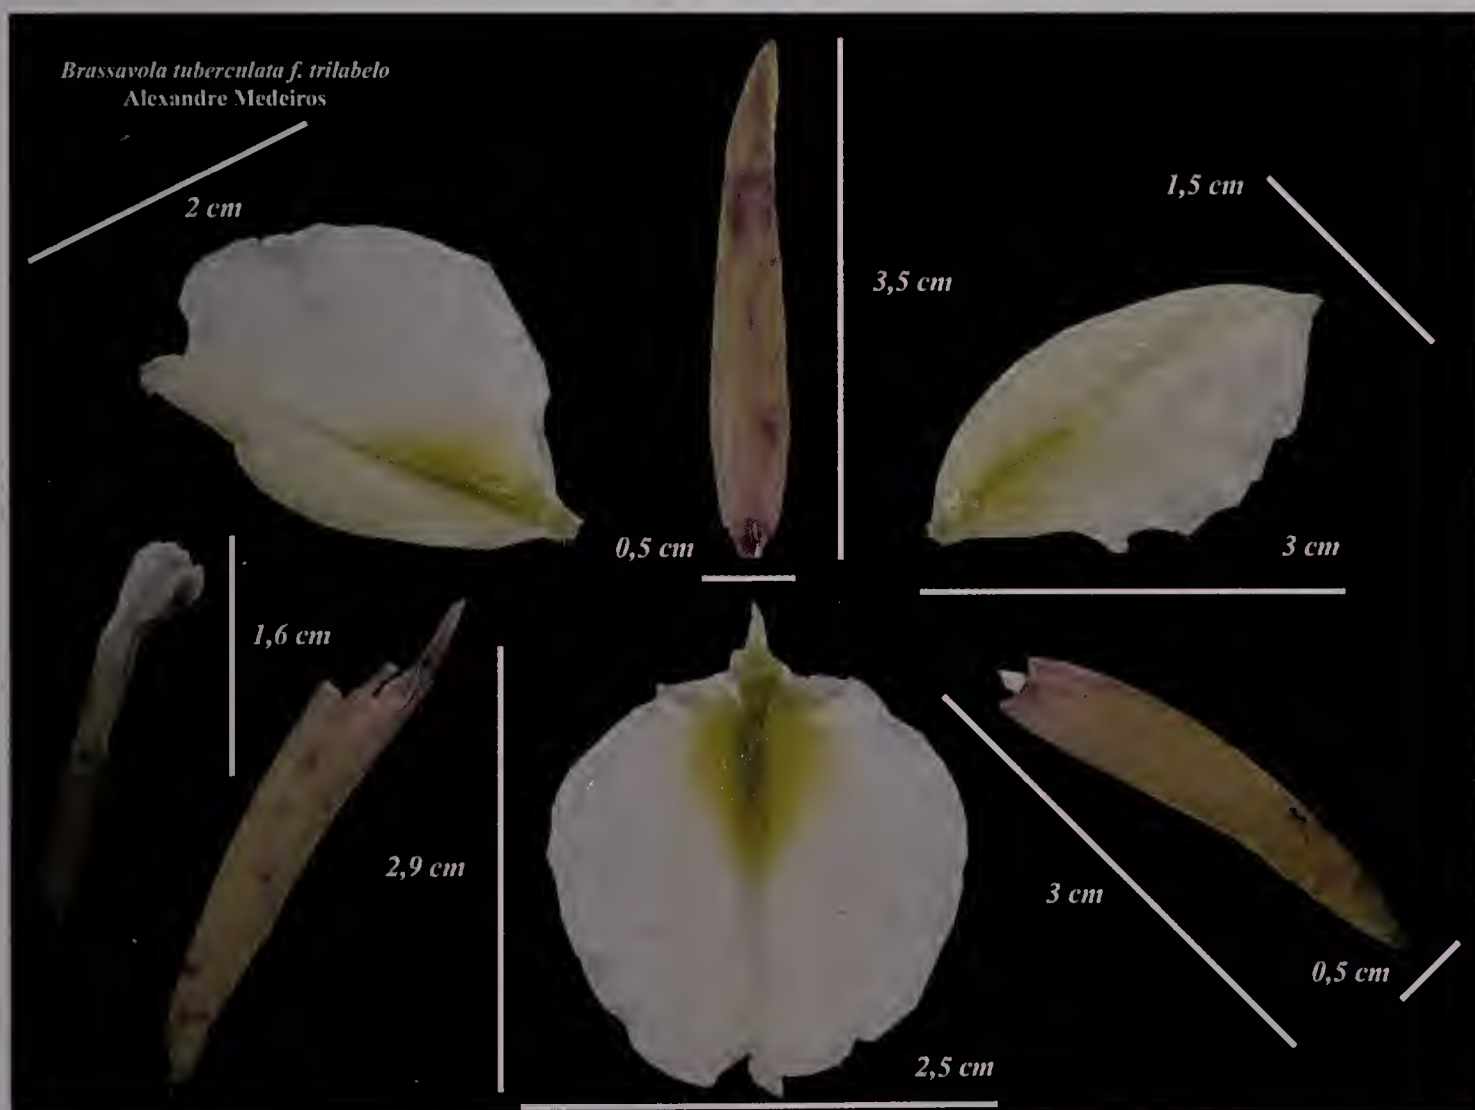 Brassavola tuberculata f. trilabelo
Alexandre Medeiros
2 cm
3,5 cm
1,5 cm
0,5 cm
3 cm
1,6 cm
2,9 cm
3 cm
0,5 cm
2,5 cm